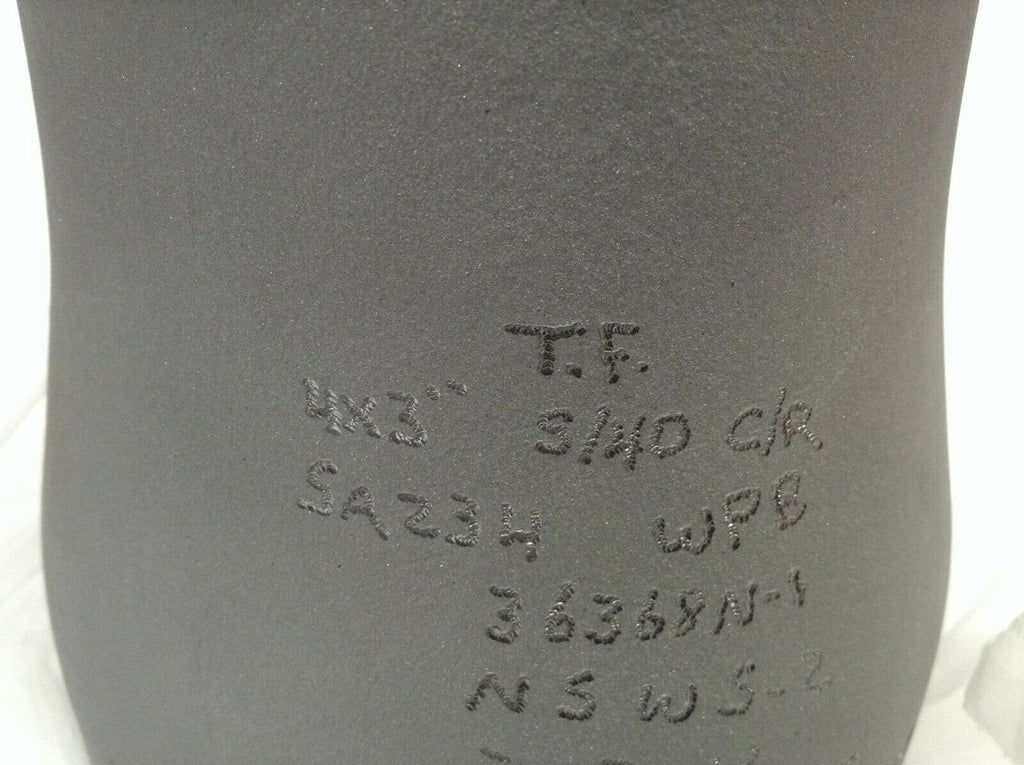 T.F.
4X3" S/40 C/R
SA234 WPB
36368N-1
NSWS-2